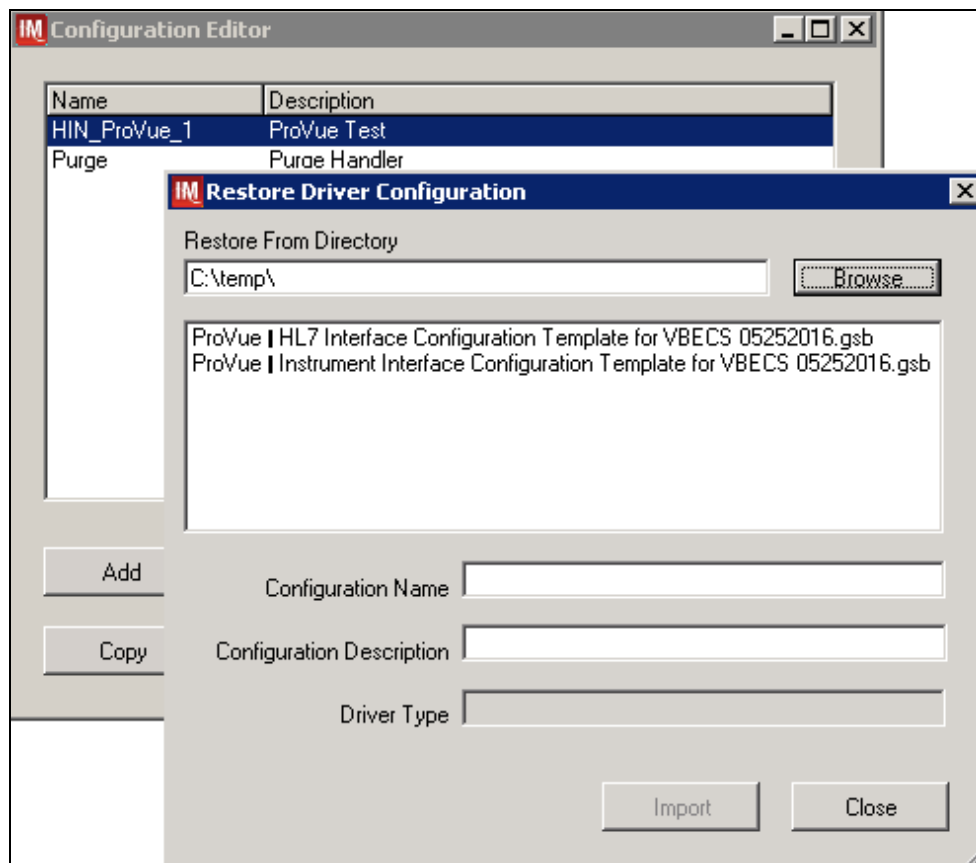 IM Configuration Editor
Name Description
HIN_ProVue_1 ProVue Test
Purge Purge Handler
IM Restore Driver Configuration
Restore From Directory
C:\temp\ Browse
ProVue I HL7 Interface Configuration Template for VBECS 05252016.gsb
ProVue I Instrument Interface Configuration Template for VBECS 05252016.gsb
Add
Configuration Name
Copy
Configuration Description
Driver Type
Import Close